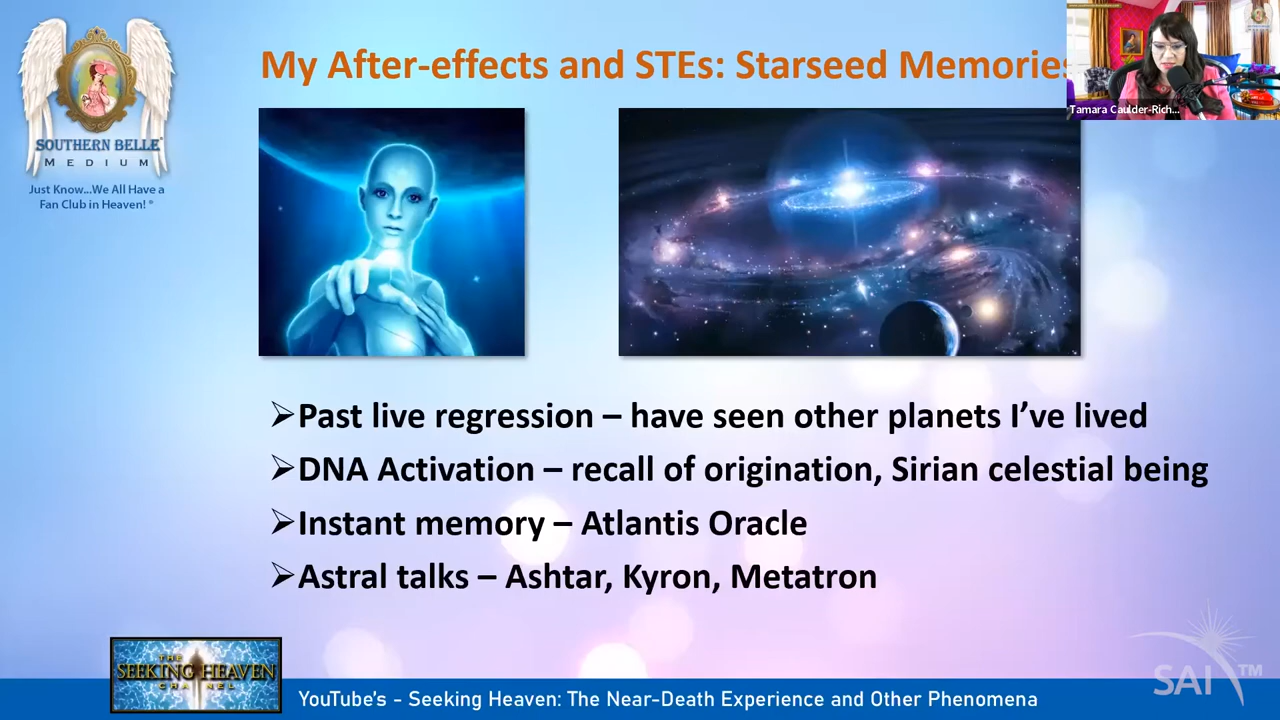 My After-effects and STEs: Starseed Memories
Tamara Caulder-Rich...
SOUTHERN BELLE®
MEDIUM
Just Know...We All Have a
Fan Club in Heaven! ®
➢Past live regression – have seen other planets I've lived
➢DNA Activation – recall of origination, Sirian celestial being
➢Instant memory – Atlantis Oracle
➢Astral talks – Ashtar, Kyron, Metatron
THE
SEEKING HEAVEN
CHANNEL
YouTube's - Seeking Heaven: The Near-Death Experience and Other Phenomena
SAI™